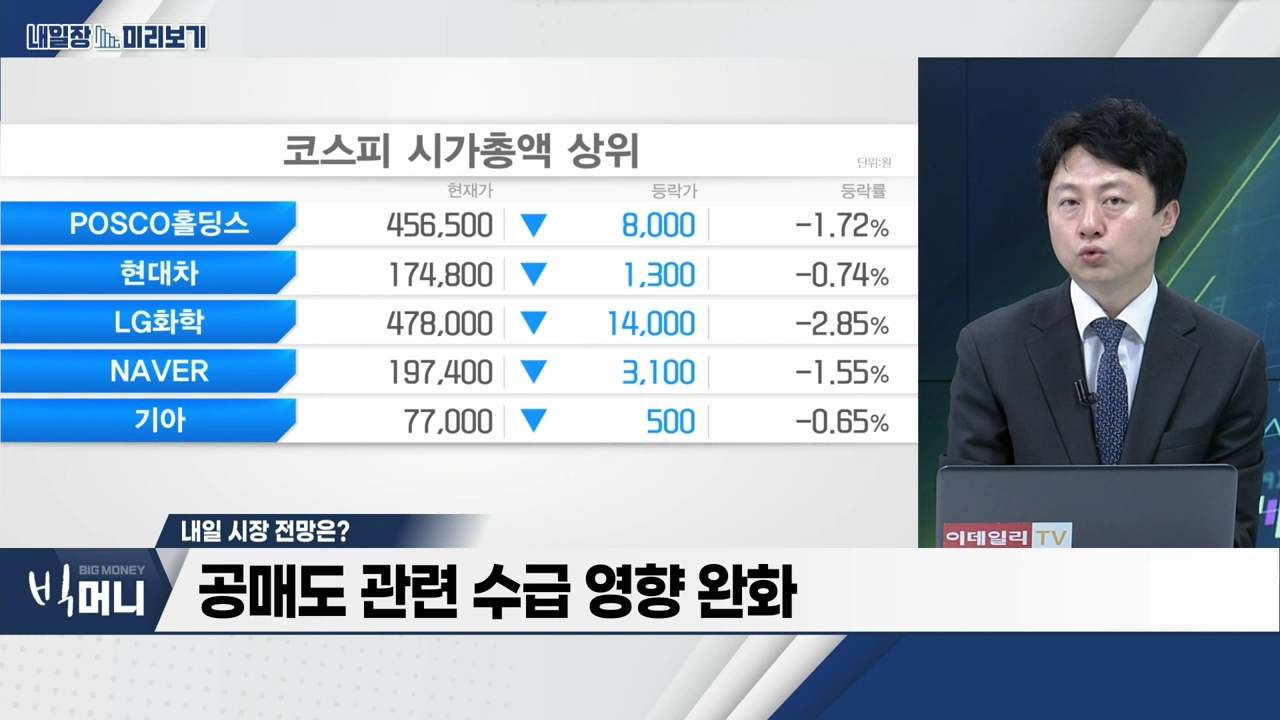 내일장 미리보기
코스피 시가총액 상위
단위:원
현재가 등락가 등락률
POSCO홀딩스 456,500 ▼ 8,000 -1.72%
현대차 174,800 ▼ 1,300 -0.74%
LG화학 478,000 ▼ 14,000 -2.85%
NAVER 197,400 ▼ 3,100 -1.55%
기아 77,000 ▼ 500 -0.65%
이데일리 TV
내일 시장 전망은?
BIG MONEY
빅머니
공매도 관련 수급 영향 완화